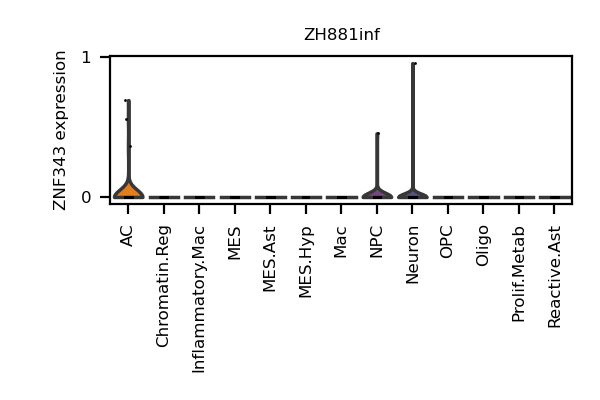 ZH881inf
ZNF343 expression
1
0
AC
Chromatin.Reg
Inflammatory.Mac
MES
MES.Ast
MES.Hyp
Mac
NPC
Neuron
OPC
Oligo
Prolif.Metab
Reactive.Ast